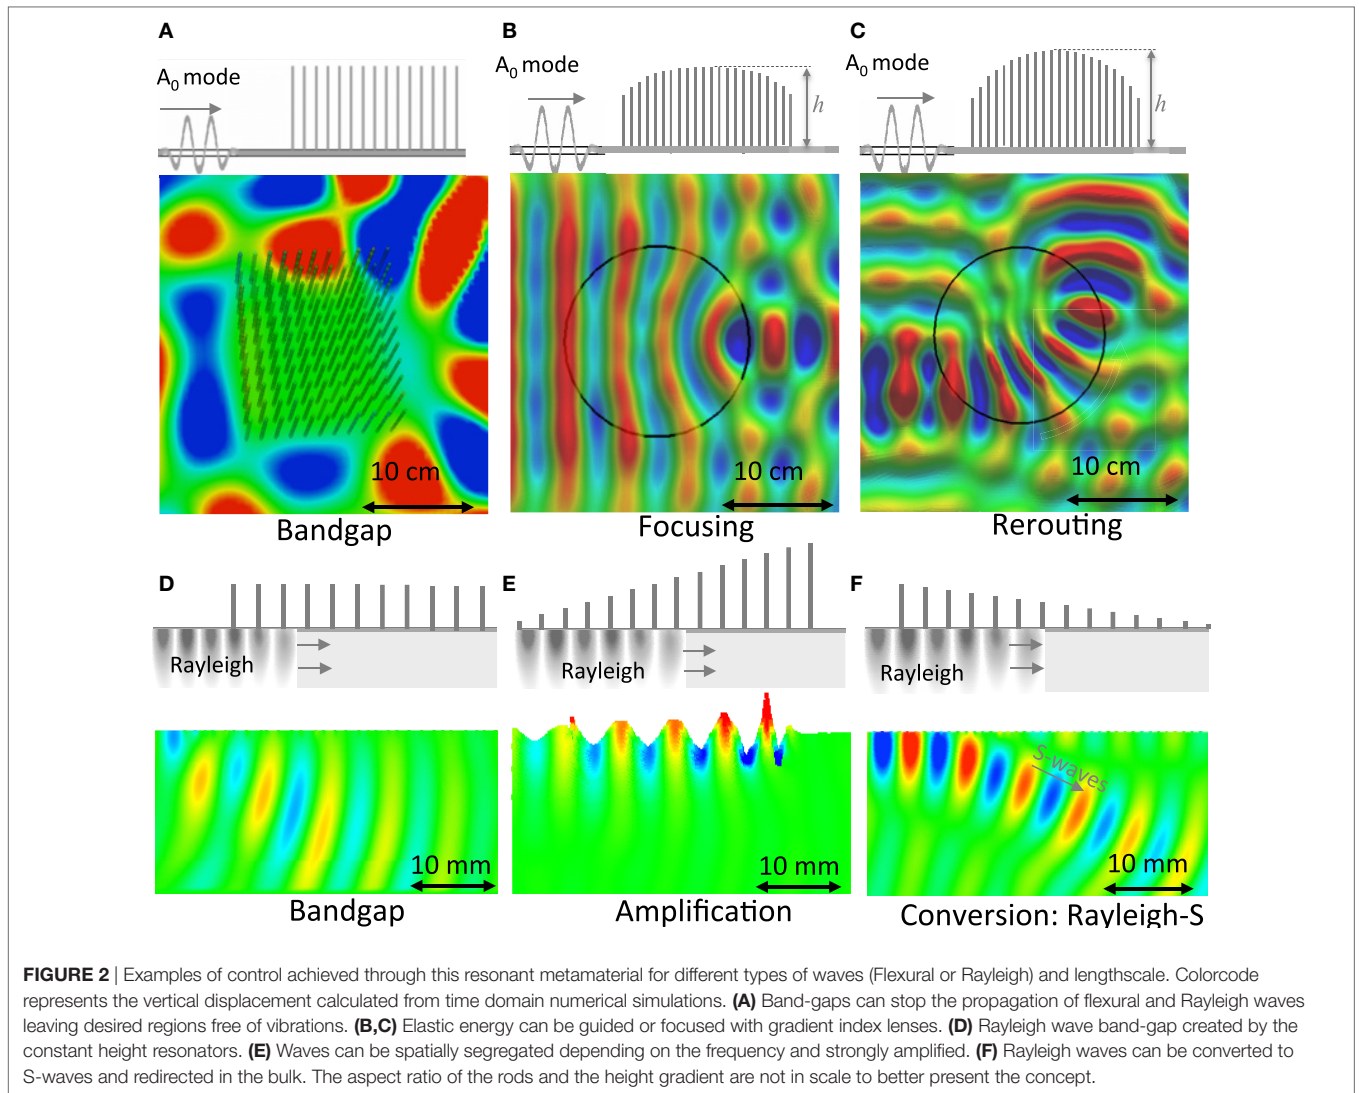 A
B
C
A0 mode
A0 mode
A0 mode
h
h
10 cm
10 cm
10 cm
Bandgap
Focusing
Rerouting
D
E
F
Rayleigh
Rayleigh
Rayleigh
S-waves
10 mm
10 mm
10 mm
Bandgap
Amplification
Conversion: Rayleigh-S
FIGURE 2 | Examples of control achieved through this resonant metamaterial for different types of waves (Flexural or Rayleigh) and lengthscale. Colorcode
represents the vertical displacement calculated from time domain numerical simulations. (A) Band-gaps can stop the propagation of flexural and Rayleigh waves
leaving desired regions free of vibrations. (B,C) Elastic energy can be guided or focused with gradient index lenses. (D) Rayleigh wave band-gap created by the
constant height resonators. (E) Waves can be spatially segregated depending on the frequency and strongly amplified. (F) Rayleigh waves can be converted to
S-waves and redirected in the bulk. The aspect ratio of the rods and the height gradient are not in scale to better present the concept.